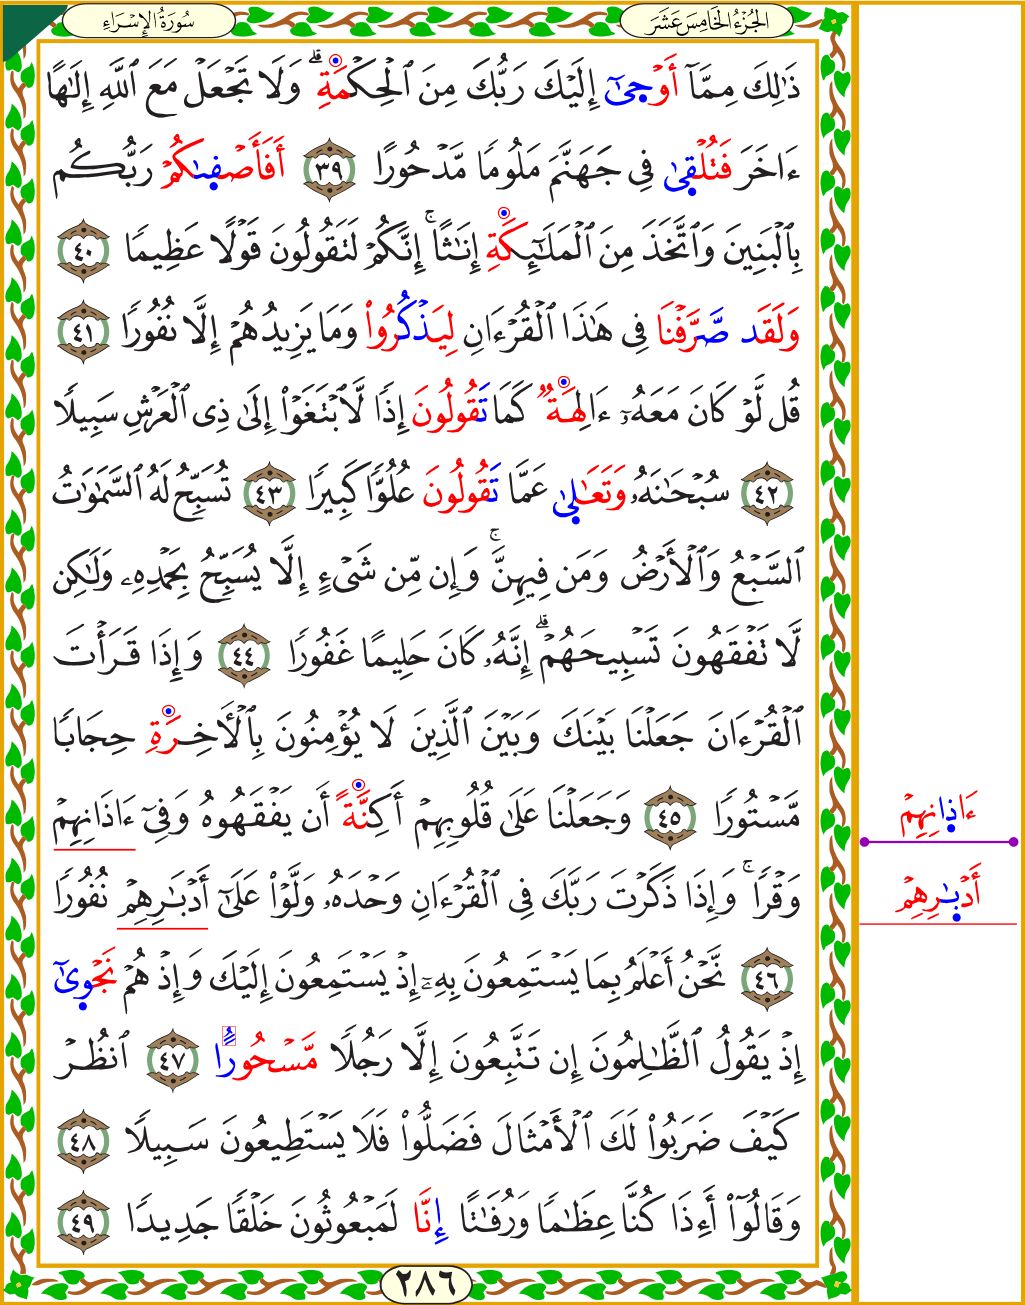 سُورَةُ الإِسْرَاءِ
الجُزْءُ الخَامِسَ عَشَرَ
ذَٰلِكَ مِمَّآ أَوْحَىٰٓ إِلَيْكَ رَبُّكَ مِنَ ٱلْحِكْمَةِ ۗ وَلَا تَجْعَلْ مَعَ ٱللَّهِ إِلَـٰهًا
ءَاخَرَ فَتُلْقَىٰ فِى جَهَنَّمَ مَلُومًا مَّدْحُورًا ٣٩ أَفَأَصْفَىٰكُمْ رَبُّكُم
بِٱلْبَنِينَ وَٱتَّخَذَ مِنَ ٱلْمَلَـٰٓئِكَةِ إِنَـٰثًا ۚ إِنَّكُمْ لَتَقُولُونَ قَوْلًا عَظِيمًا ٤٠
وَلَقَد صَّرَّفْنَا فِى هَـٰذَا ٱلْقُرْءَانِ لِيَذْكُرُوا۟ وَمَا يَزِيدُهُمْ إِلَّا نُفُورًا ٤١
قُل لَّوْ كَانَ مَعَهُۥٓ ءَالِهَةٌ كَمَا تَقُولُونَ إِذًا لَّٱبْتَغَوْا۟ إِلَىٰ ذِى ٱلْعَرْشِ سَبِيلًا
٤٢ سُبْحَـٰنَهُۥ وَتَعَـٰلَىٰ عَمَّا تَقُولُونَ عُلُوًّا كَبِيرًا ٤٣ تُسَبِّحُ لَهُ ٱلسَّمَـٰوَٰتُ
ٱلسَّبْعُ وَٱلْأَرْضُ وَمَن فِيهِنَّ ۚ وَإِن مِّن شَىْءٍ إِلَّا يُسَبِّحُ بِحَمْدِهِۦ وَلَـٰكِن
لَّا تَفْقَهُونَ تَسْبِيحَهُمْ ۗ إِنَّهُۥ كَانَ حَلِيمًا غَفُورًا ٤٤ وَإِذَا قَرَأْتَ
ٱلْقُرْءَانَ جَعَلْنَا بَيْنَكَ وَبَيْنَ ٱلَّذِينَ لَا يُؤْمِنُونَ بِٱلْـَٔاخِرَةِ حِجَابًا
مَّسْتُورًا ٤٥ وَجَعَلْنَا عَلَىٰ قُلُوبِهِمْ أَكِنَّةً أَن يَفْقَهُوهُ وَفِىٓ ءَاذَانِهِمْ
ءَاذَانِهِمْ
وَقْرًا ۚ وَإِذَا ذَكَرْتَ رَبَّكَ فِى ٱلْقُرْءَانِ وَحْدَهُۥ وَلَّوْا۟ عَلَىٰٓ أَدْبَـٰرِهِمْ نُفُورًا
أَدْبَـٰرِهِمْ
٤٦ نَّحْنُ أَعْلَمُ بِمَا يَسْتَمِعُونَ بِهِۦٓ إِذْ يَسْتَمِعُونَ إِلَيْكَ وَإِذْ هُمْ نَجْوَىٰٓ
إِذْ يَقُولُ ٱلظَّـٰلِمُونَ إِن تَتَّبِعُونَ إِلَّا رَجُلًا مَّسْحُورًا ٤٧ ٱنظُرْ
كَيْفَ ضَرَبُوا۟ لَكَ ٱلْأَمْثَالَ فَضَلُّوا۟ فَلَا يَسْتَطِيعُونَ سَبِيلًا ٤٨
وَقَالُوٓا۟ أَءِذَا كُنَّا عِظَـٰمًا وَرُفَـٰتًا إِنَّا لَمَبْعُوثُونَ خَلْقًا جَدِيدًا ٤٩
٢٨٦